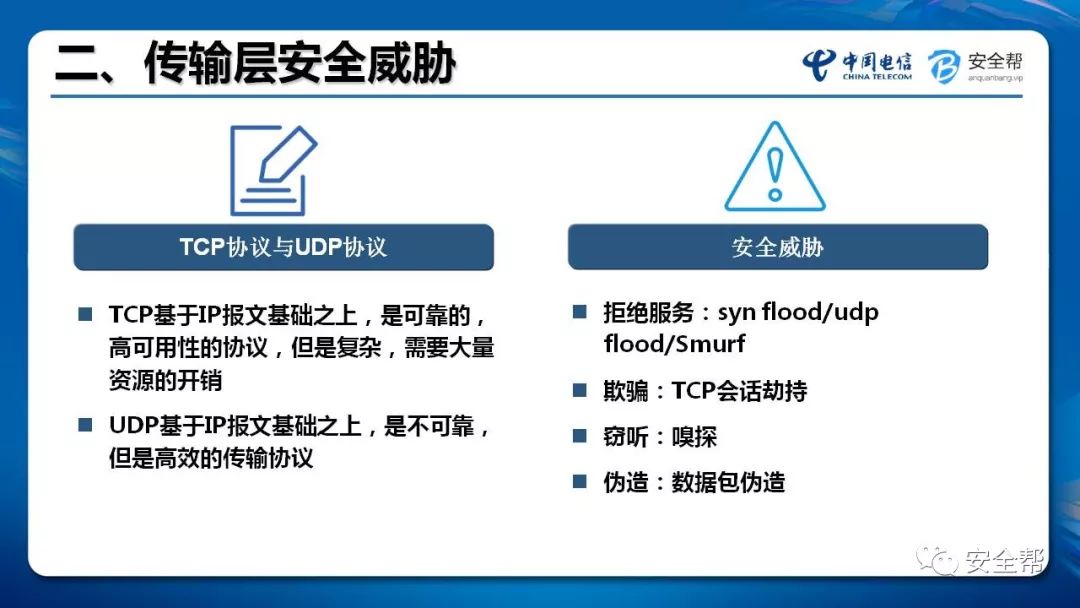 二、传输层安全威胁
中国电信
CHINA TELECOM
安全帮
anquanbang.vip
TCP协议与UDP协议
TCP基于IP报文基础之上，是可靠的，
高可用性的协议，但是复杂，需要大量
资源的开销
UDP基于IP报文基础之上，是不可靠，
但是高效的传输协议
安全威胁
拒绝服务：syn flood/udp
flood/Smurf
欺骗：TCP会话劫持
窃听：嗅探
伪造：数据包伪造
安全帮